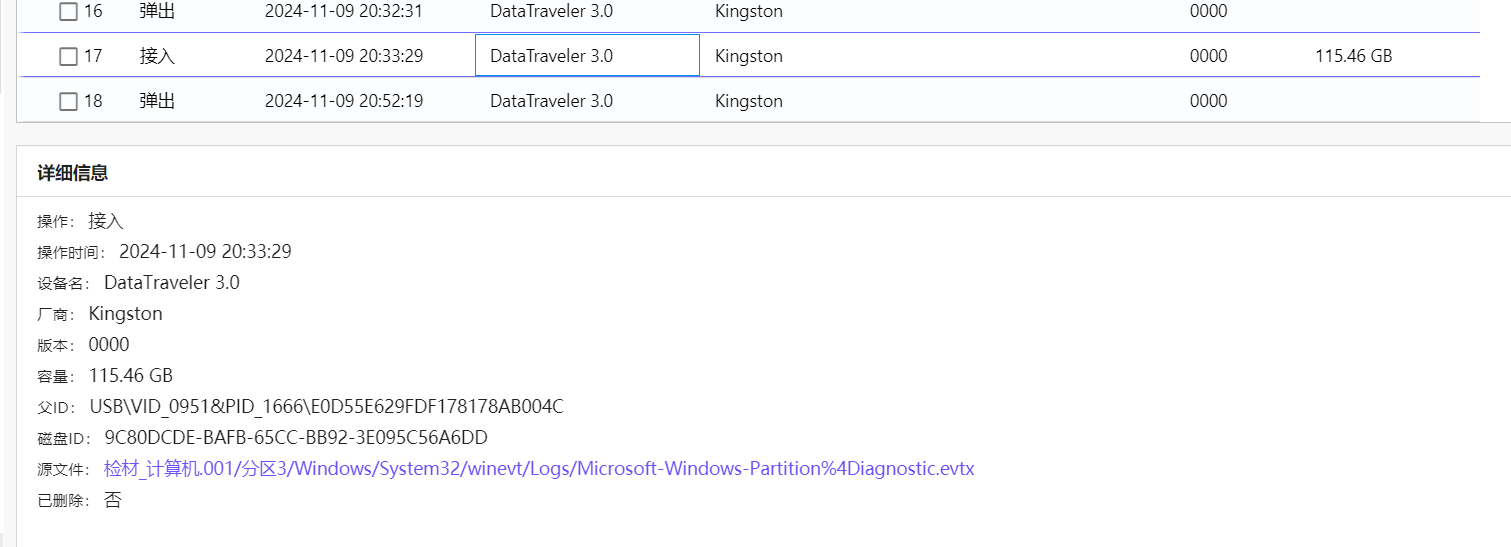 16 弹出 2024-11-09 20:32:31 DataTraveler 3.0 Kingston 0000
17 接入 2024-11-09 20:33:29 DataTraveler 3.0 Kingston 0000 115.46 GB
18 弹出 2024-11-09 20:52:19 DataTraveler 3.0 Kingston 0000
详细信息
操作： 接入
操作时间： 2024-11-09 20:33:29
设备名： DataTraveler 3.0
厂商： Kingston
版本： 0000
容量： 115.46 GB
父ID： USB\VID_0951&PID_1666\E0D55E629FDF178178AB004C
磁盘ID： 9C80DCDE-BAFB-65CC-BB92-3E095C56A6DD
源文件： 检材_计算机.001/分区3/Windows/System32/winevt/Logs/Microsoft-Windows-Partition%4Diagnostic.evtx
已删除： 否